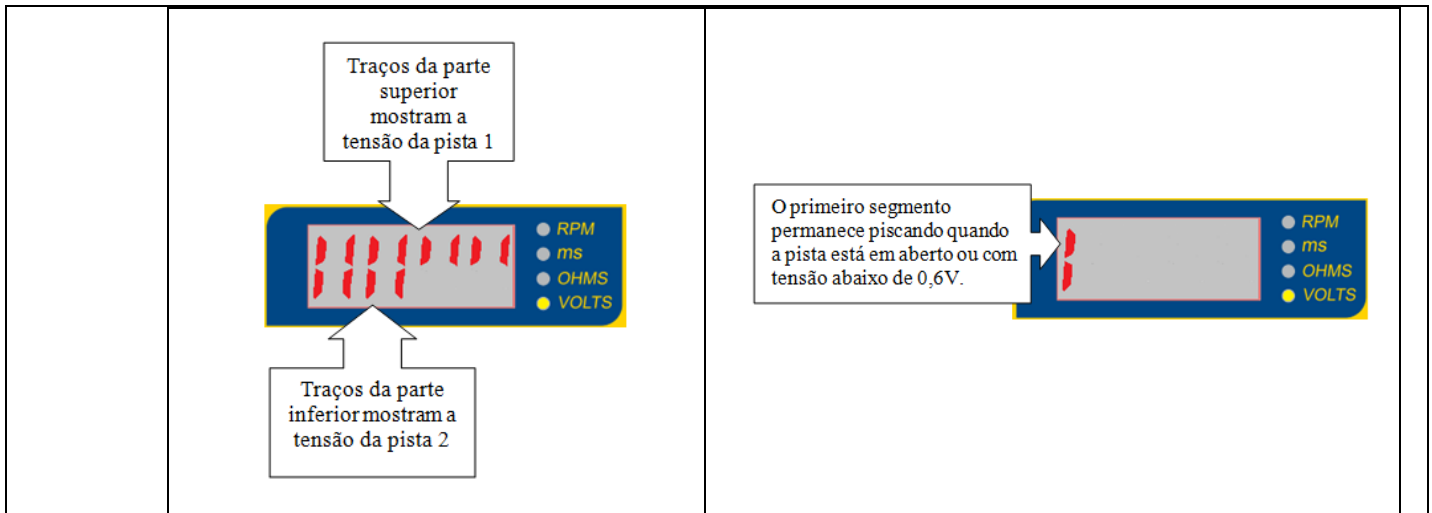 Traços da parte
superior
mostram a
tensão da pista 1
RPM
ms
OHMS
VOLTS
Traços da parte
inferior mostram a
tensão da pista 2
O primeiro segmento
permanece piscando quando
a pista está em aberto ou com
tensão abaixo de 0,6V.
RPM
ms
OHMS
VOLTS